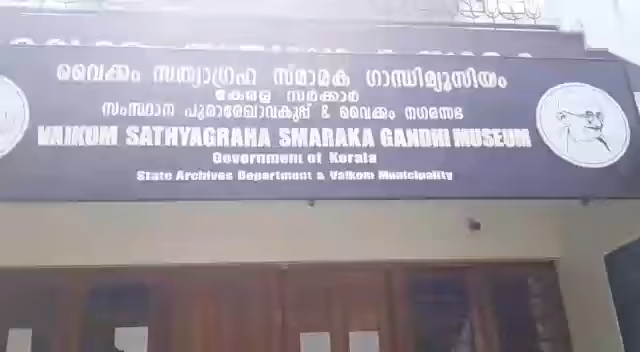 വൈക്കം സത്യാഗ്രഹ സ്മാരക ഗാന്ധിമ്യൂസിയം
കേരള സർക്കാർ
സംസ്ഥാന പുരാരേഖാവകുപ്പ് & വൈക്കം നഗരസഭ
VAIKOM SATHYAGRAHA SMARAKA GANDHI MUSEUM
Government of Kerala
State Archives Department & Vaikom Municipality